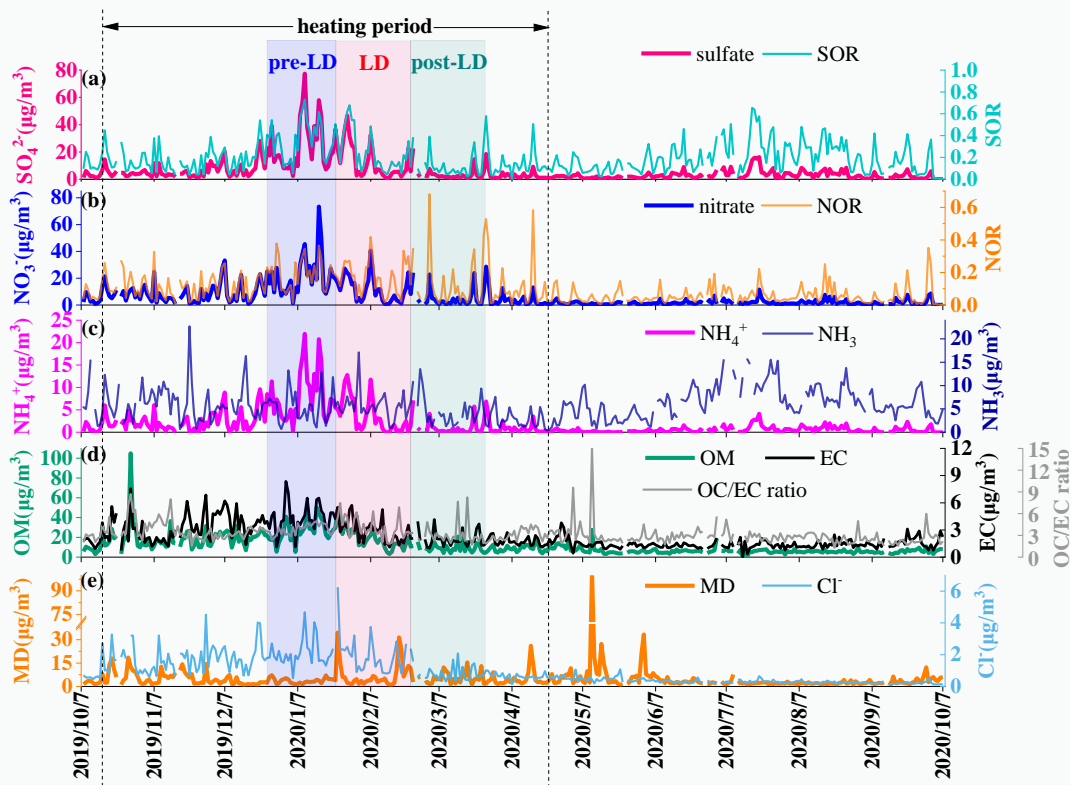 heating period
pre-LD LD post-LD
sulfate SOR
(a)
SO₄²⁻(μg/m³)
80
60
40
20
0
1.0
0.8
0.6
0.4
0.2
0.0
SOR
(b)
nitrate NOR
NO₃⁻(μg/m³)
80
60
40
20
0
0.6
0.4
0.2
0.0
NOR
(c)
NH₄⁺ NH₃
NH₄⁺(μg/m³)
25
20
15
10
5
0
20
15
10
5
0
NH₃(μg/m³)
(d)
OM EC
OC/EC ratio
OM(μg/m³)
100
80
60
40
20
0
12
9
6
3
0
EC(μg/m³)
15
12
9
6
3
0
OC/EC ratio
(e)
MD Cl⁻
MD(μg/m³)
90
75
30
15
0
6
4
2
0
Cl⁻(μg/m³)
2019/10/7
2019/11/7
2019/12/7
2020/1/7
2020/2/7
2020/3/7
2020/4/7
2020/5/7
2020/6/7
2020/7/7
2020/8/7
2020/9/7
2020/10/7